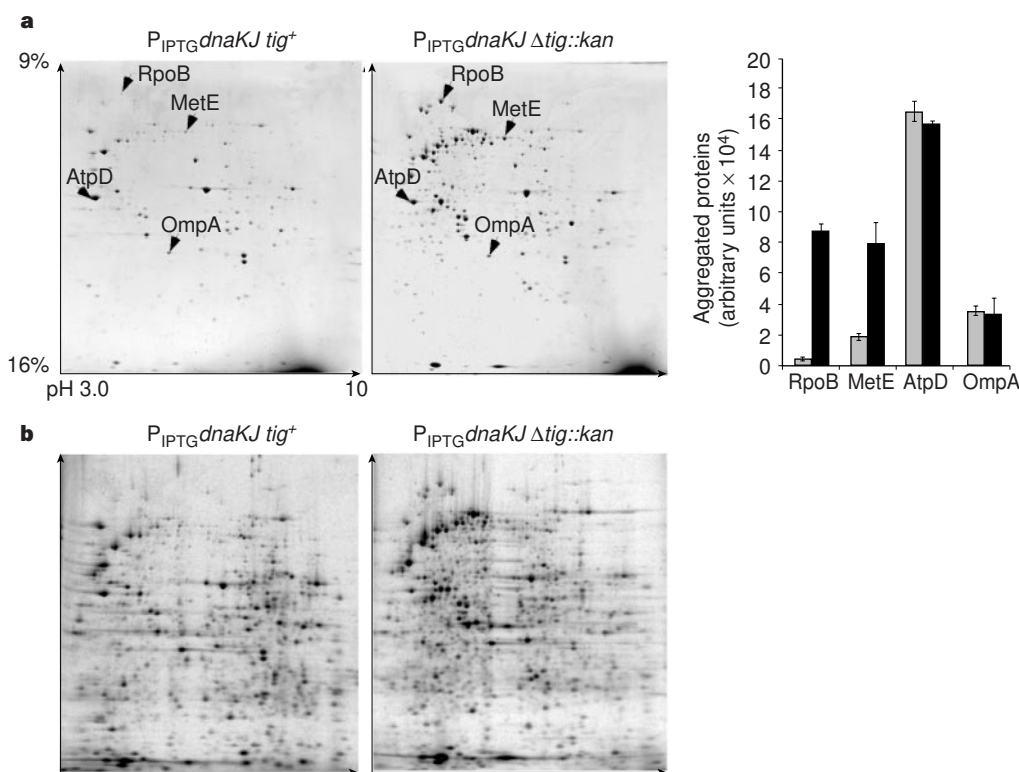 a
P_IPTG dnaKJ tig⁺
P_IPTG dnaKJ Δtig::kan
9%
RpoB
MetE
AtpD
OmpA
16%
pH 3.0
10
RpoB
MetE
AtpD
OmpA
Aggregated proteins
(arbitrary units × 10⁴)
20
18
16
14
12
10
8
6
4
2
0
RpoB MetE AtpD OmpA
b
P_IPTG dnaKJ tig⁺
P_IPTG dnaKJ Δtig::kan